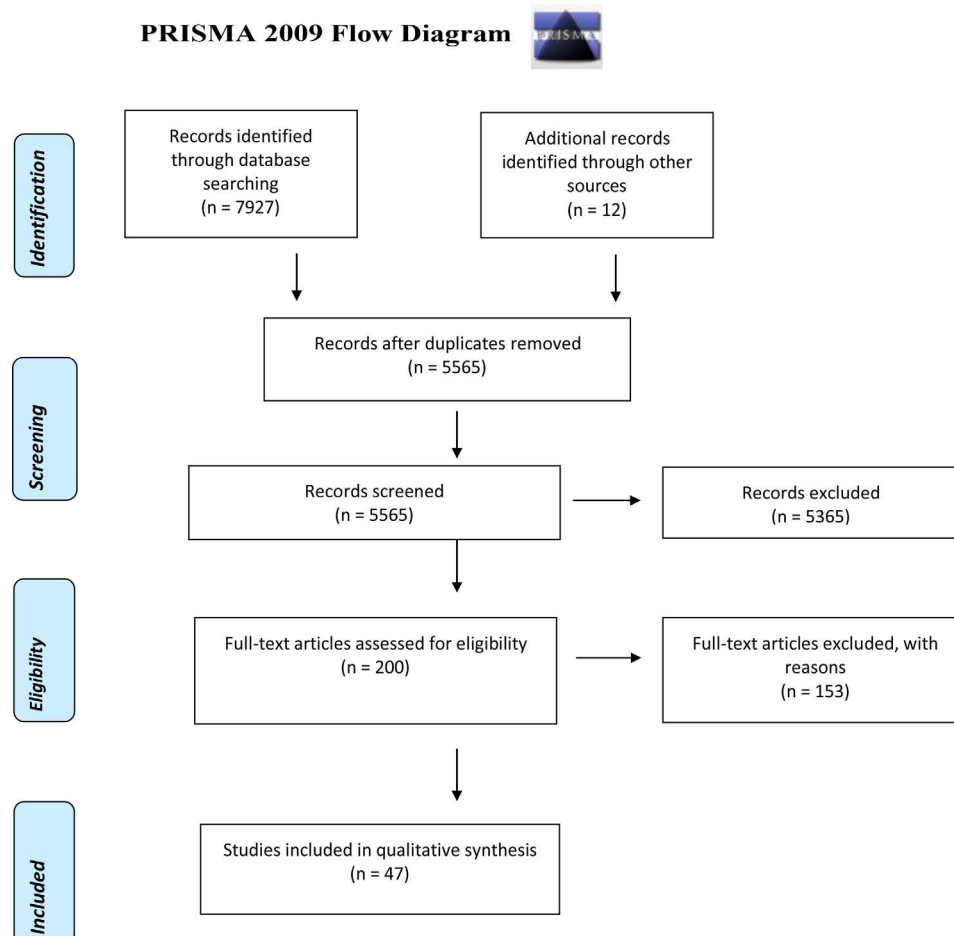 PRISMA 2009 Flow Diagram
PRISMA
Identification
Records identified
through database
searching
(n = 7927)
Additional records
identified through other
sources
(n = 12)
Records after duplicates removed
(n = 5565)
Screening
Records screened
(n = 5565)
Records excluded
(n = 5365)
Eligibility
Full-text articles assessed for eligibility
(n = 200)
Full-text articles excluded, with
reasons
(n = 153)
Included
Studies included in qualitative synthesis
(n = 47)